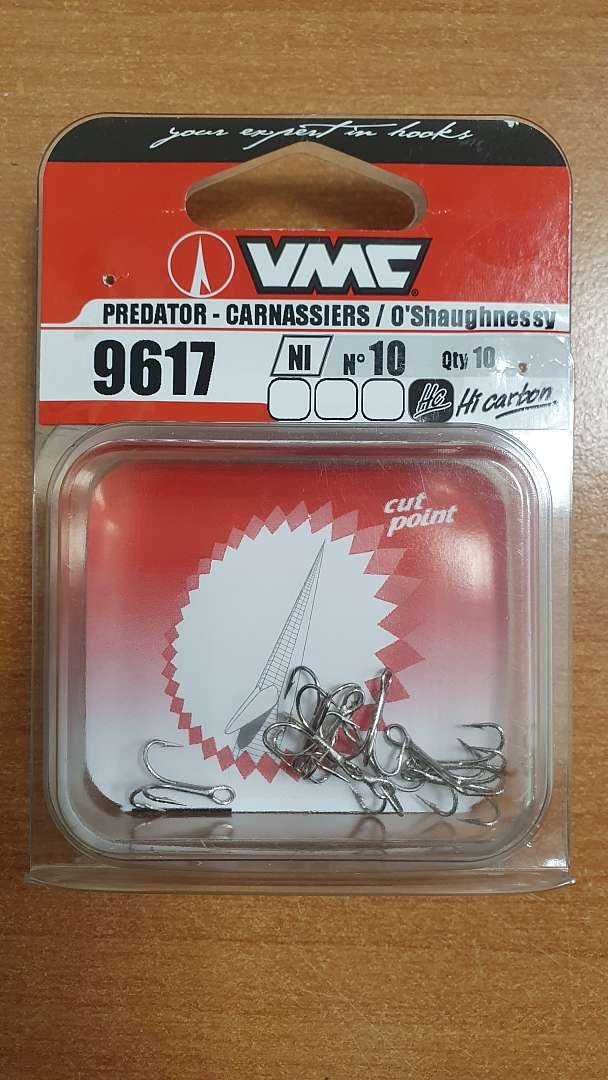 your expert in hooks
VMC
PREDATOR - CARNASSIERS / O'Shaughnessy
9617 NI N° 10 Qty 10
Hc Hi carbon
cut
point